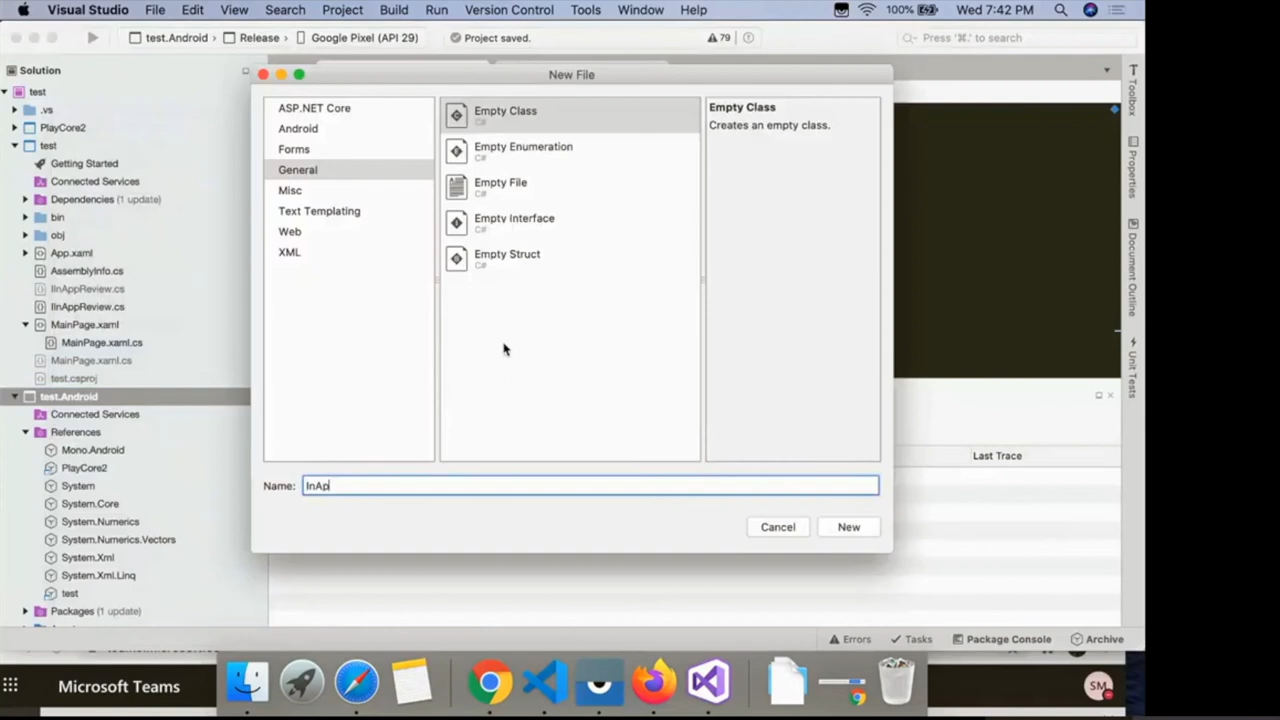 Visual Studio File Edit View Search Project Build Run Version Control Tools Window Help 100% Wed 7:42 PM
test.Android Release Google Pixel (API 29) Project saved. 79 Press '⌘.' to search
Solution
test
.vs
PlayCore2
test
Getting Started
Connected Services
Dependencies (1 update)
bin
obj
App.xaml
AssemblyInfo.cs
IInAppReview.cs
IInAppReview.cs
MainPage.xaml
MainPage.xaml.cs
MainPage.xaml.cs
test.csproj
test.Android
Connected Services
References
Mono.Android
PlayCore2
System
System.Core
System.Numerics
System.Numerics.Vectors
System.Xml
System.Xml.Linq
test
Packages (1 update)
New File
ASP.NET Core
Android
Forms
General
Misc
Text Templating
Web
XML
Empty Class
C#
Empty Enumeration
C#
Empty File
C#
Empty Interface
C#
Empty Struct
C#
Empty Class
Creates an empty class.
Name: InAp
Cancel New
Toolbox
Properties
Document Outline
Unit Tests
Last Trace
Errors Tasks Package Console Archive
Microsoft Teams
SM